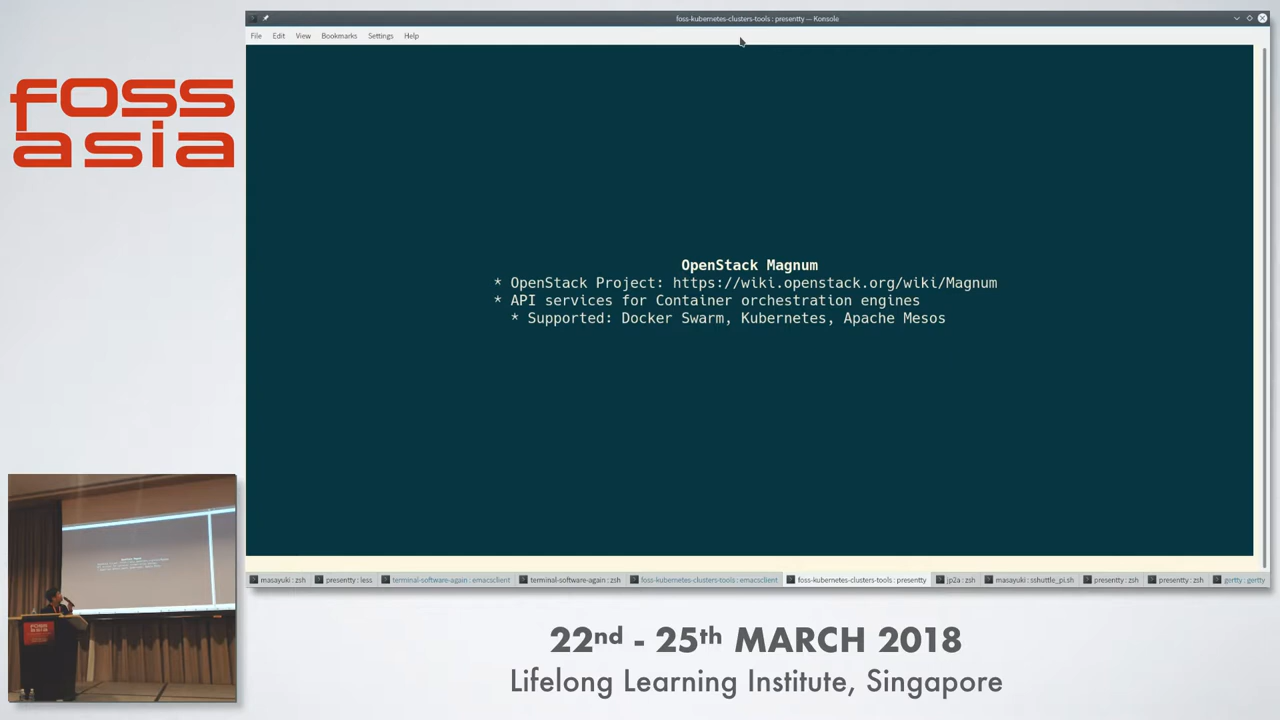 foss-kubernetes-clusters-tools : presentty — Konsole
File Edit View Bookmarks Settings Help
foss
asia
OpenStack Magnum
* OpenStack Project: https://wiki.openstack.org/wiki/Magnum
* API services for Container orchestration engines
* Supported: Docker Swarm, Kubernetes, Apache Mesos
masayuki : zsh presentty : less terminal-software-again : emacsclient terminal-software-again : zsh foss-kubernetes-clusters-tools : emacsclient foss-kubernetes-clusters-tools : presentty jp2a : zsh masayuki : sshuttle_pi.sh presentty : zsh presentty : zsh gertty : gertty
22nd - 25th MARCH 2018
Lifelong Learning Institute, Singapore